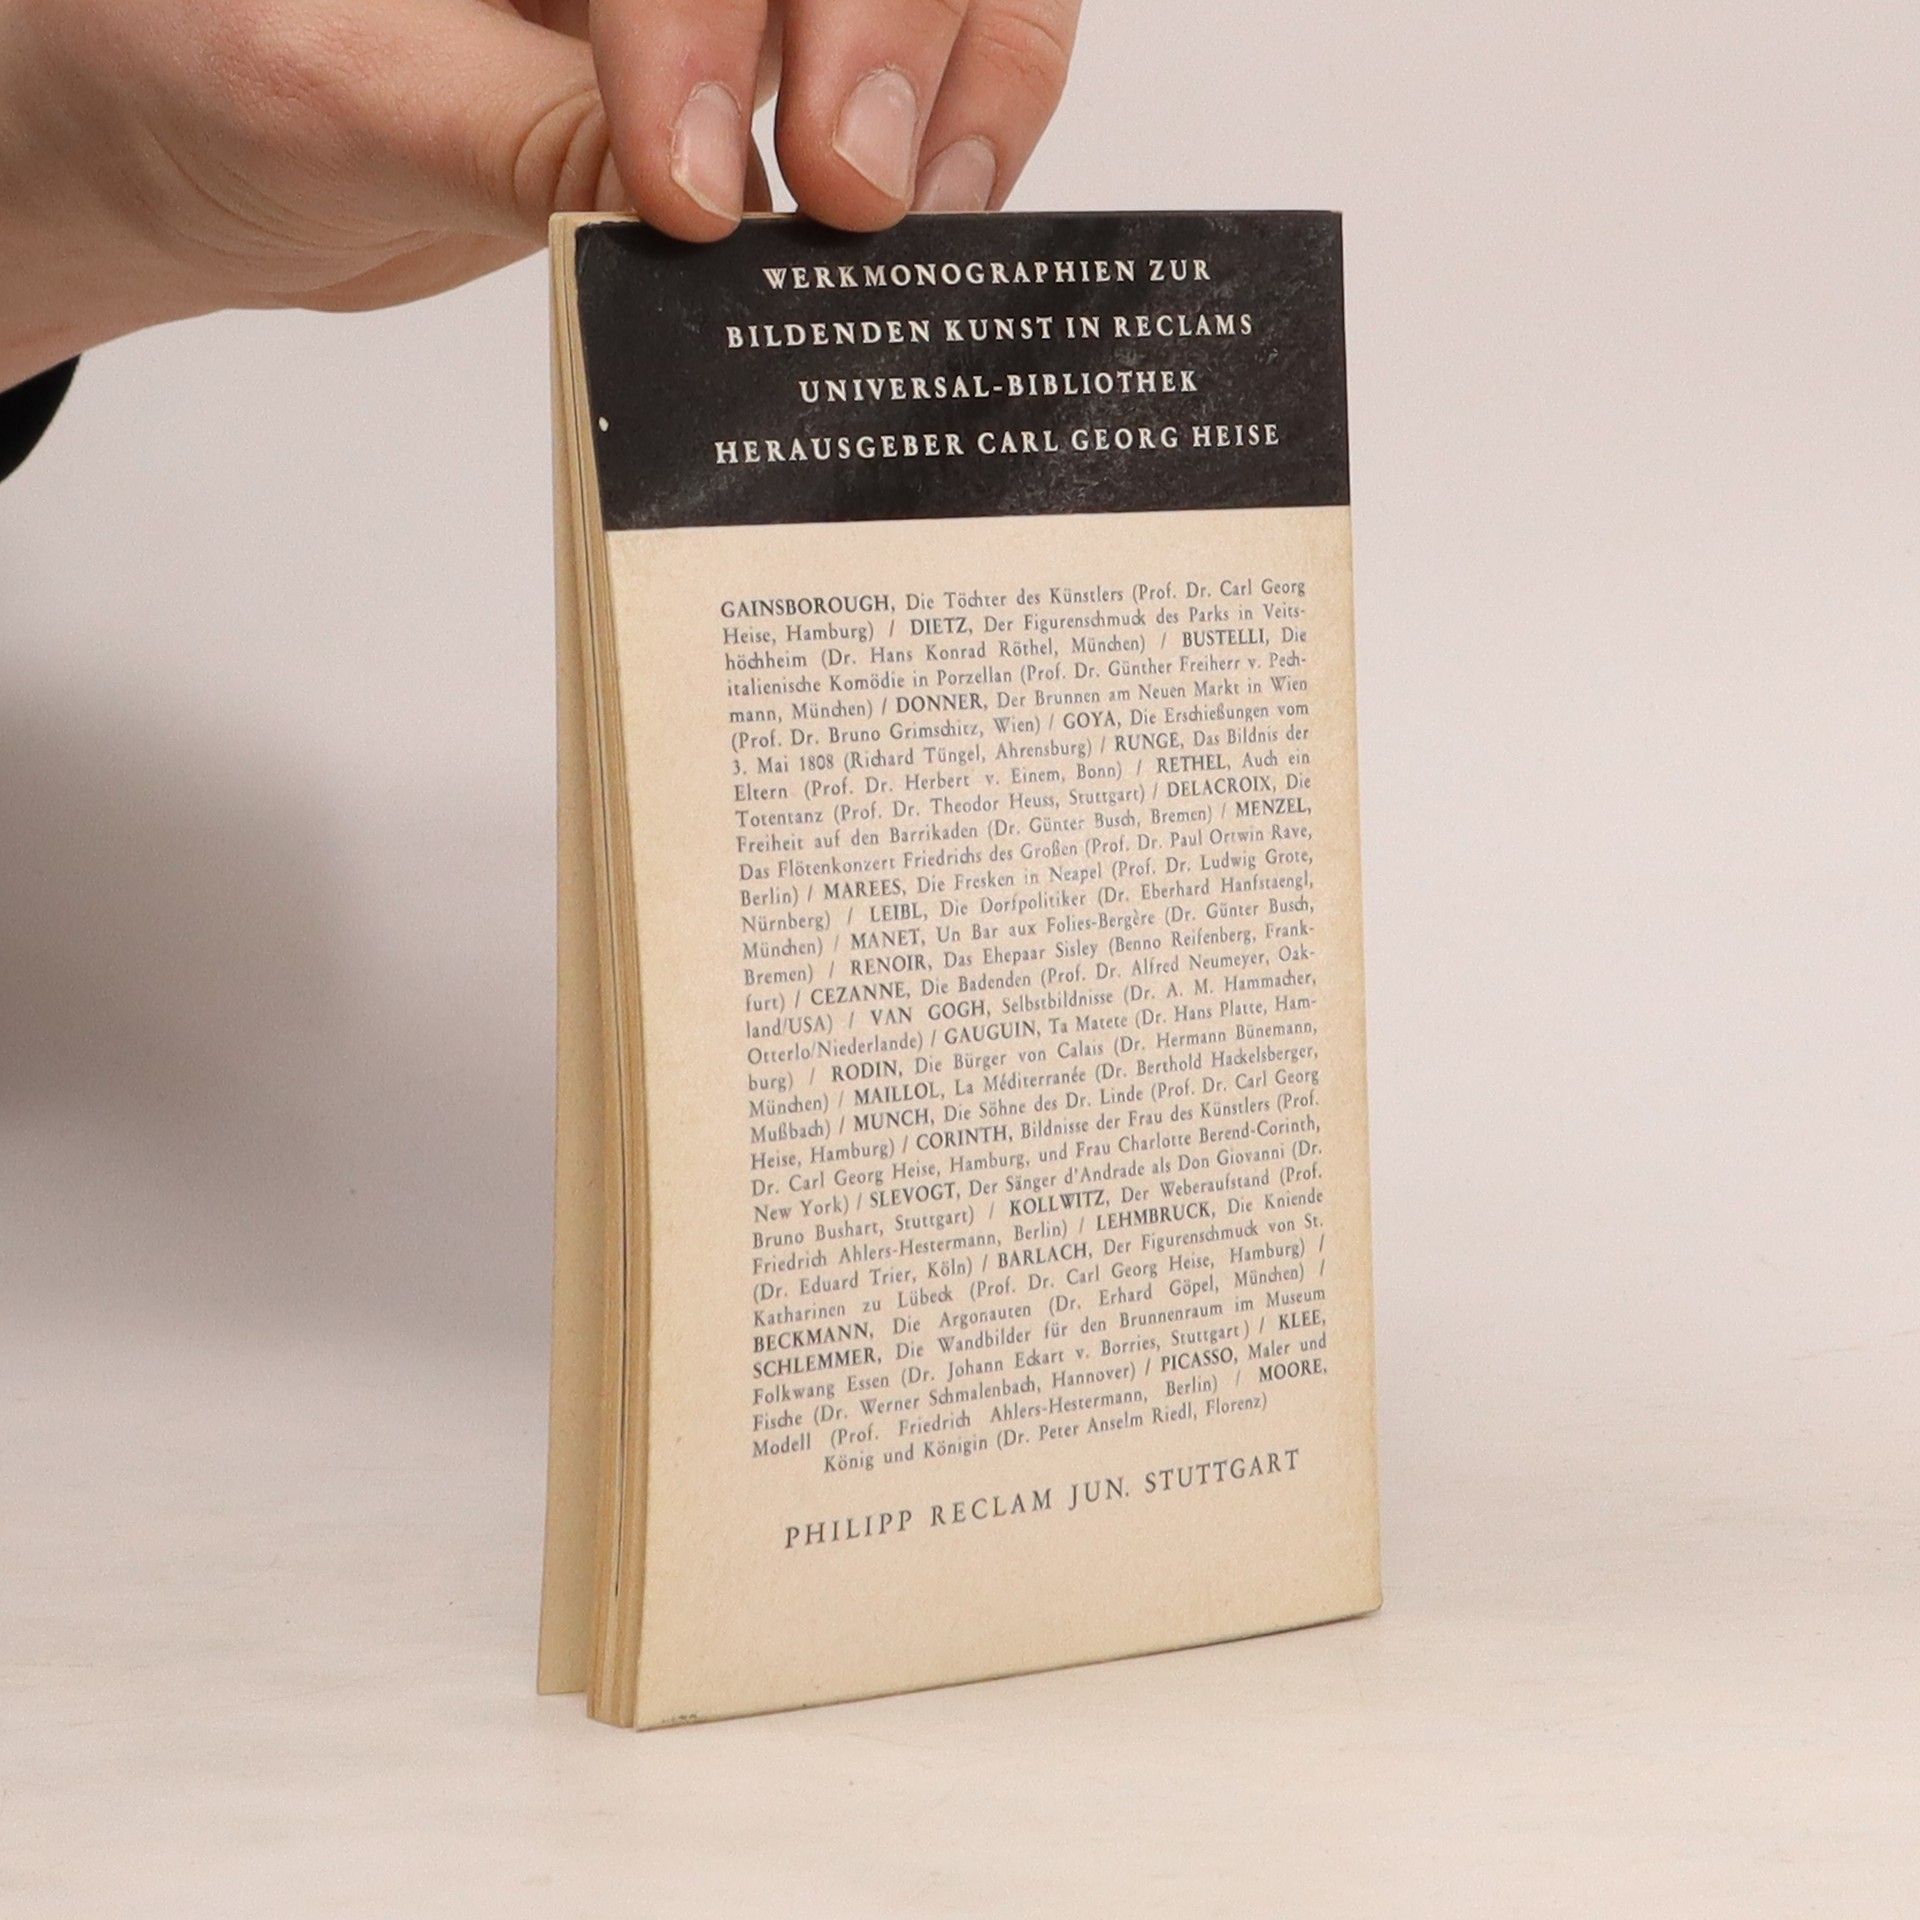 WERKMONOGRAPHIEN ZUR
BILDENDEN KUNST IN RECLAMS
UNIVERSAL-BIBLIOTHEK
HERAUSGEBER CARL GEORG HEISE
GAINSBOROUGH, Die Töchter des Künstlers (Prof. Dr. Carl Georg
Heise, Hamburg) / DIETZ, Der Figurenschmuck des Parks in Veits-
höchheim (Dr. Hans Konrad Röthel, München) / BUSTELLI, Die
italienische Komödie in Porzellan (Prof. Dr. Günther Freiherr v. Pech-
mann, München) / DONNER, Der Brunnen am Neuen Markt in Wien
(Prof. Dr. Bruno Grimschitz, Wien) / GOYA, Die Erschießungen vom
3. Mai 1808 (Richard Tüngel, Ahrensburg) / RUNGE, Das Bildnis der
Eltern (Prof. Dr. Herbert v. Einem, Bonn) / RETHEL, Auch ein
Totentanz (Prof. Dr. Theodor Heuss, Stuttgart) / DELACROIX, Die
Freiheit auf den Barrikaden (Dr. Günter Busch, Bremen) / MENZEL,
Das Flötenkonzert Friedrichs des Großen (Prof. Dr. Paul Ortwin Rave,
Berlin) / MAREES, Die Fresken in Neapel (Prof. Dr. Ludwig Grote,
Nürnberg) / LEIBL, Die Dorfpolitiker (Dr. Eberhard Hanfstaengl,
München) / MANET, Un Bar aux Folies-Bergère (Dr. Günter Busch,
Bremen) / RENOIR, Das Ehepaar Sisley (Benno Reifenberg, Frank-
furt) / CEZANNE, Die Badenden (Prof. Dr. Alfred Neumeyer, Oak-
land/USA) / VAN GOGH, Selbstbildnisse (Dr. A. M. Hammacher,
Otterlo/Niederlande) / GAUGUIN, Ta Matete (Dr. Hans Platte, Ham-
burg) / RODIN, Die Bürger von Calais (Dr. Hermann Bünemann,
München) / MAILLOL, La Méditerranée (Dr. Berthold Hackelsberger,
Mußbach) / MUNCH, Die Söhne des Dr. Linde (Prof. Dr. Carl Georg
Heise, Hamburg) / CORINTH, Bildnisse der Frau des Künstlers (Prof.
Dr. Carl Georg Heise, Hamburg, und Frau Charlotte Berend-Corinth,
New York) / SLEVOGT, Der Sänger d'Andrade als Don Giovanni (Dr.
Bruno Bushart, Stuttgart) / KOLLWITZ, Der Weberaufstand (Prof.
Friedrich Ahlers-Hestermann, Berlin) / LEHMBRUCK, Die Kniende
(Dr. Eduard Trier, Köln) / BARLACH, Der Figurenschmuck von St.
Katharinen zu Lübeck (Prof. Dr. Carl Georg Heise, Hamburg) /
BECKMANN, Die Argonauten (Dr. Erhard Göpel, München) /
SCHLEMMER, Die Wandbilder für den Brunnenraum im Museum
Folkwang Essen (Dr. Johann Eckart v. Borries, Stuttgart) / KLEE,
Fische (Dr. Werner Schmalenbach, Hannover) / PICASSO, Maler und
Modell (Prof. Friedrich Ahlers-Hestermann, Berlin) / MOORE,
König und Königin (Dr. Peter Anselm Riedl, Florenz)
PHILIPP RECLAM JUN. STUTTGART